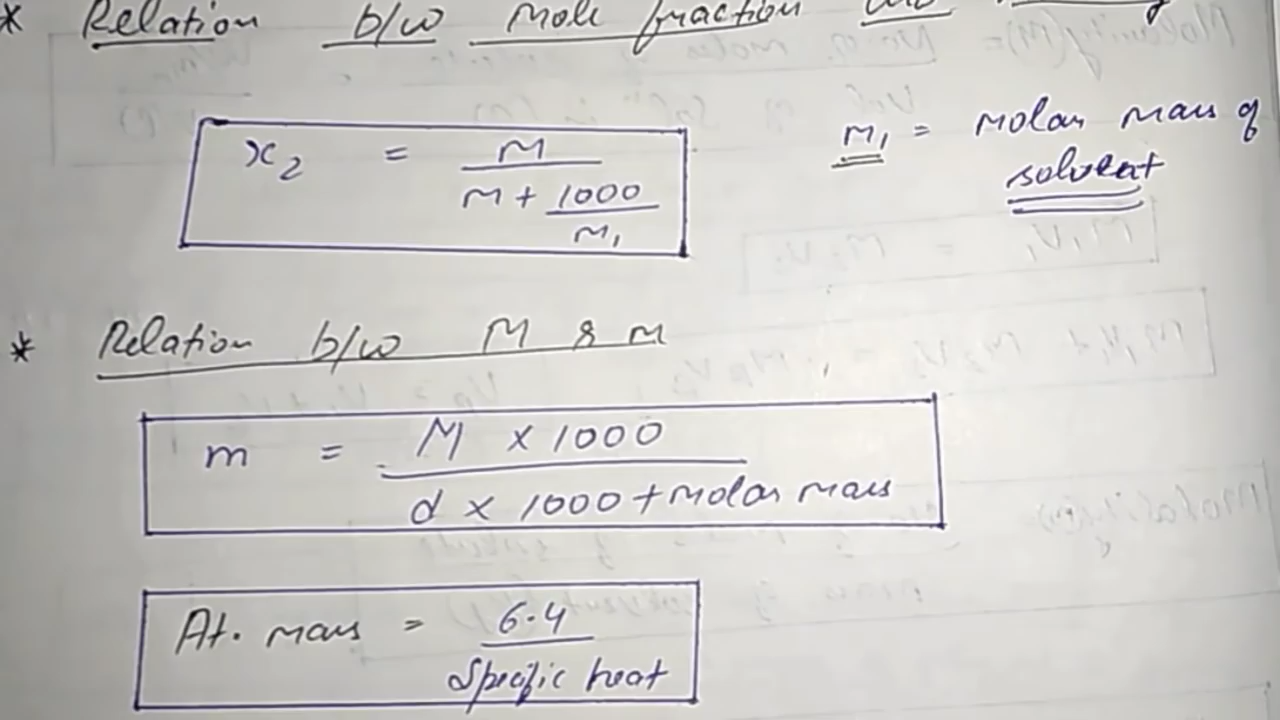 * Relation b/w Mole fraction and
x₂ = m / (m + 1000/M₁)
M₁ = Molar mass of
solvent
* Relation b/w M & m
m = M × 1000 / (d × 1000 + molar mass)
At. mass = 6.4 / Specific heat